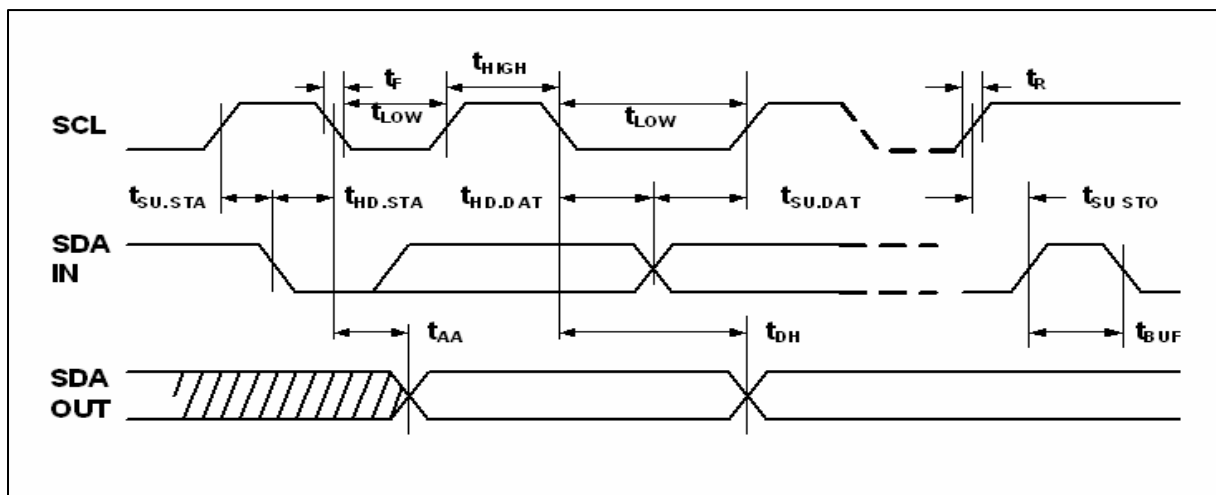 tF
tHIGH
tR
SCL
tLOW
tLOW
tSU.STA
tHD.STA
tHD.DAT
tSU.DAT
tSU STO
SDA
IN
tAA
tDH
tBUF
SDA
OUT